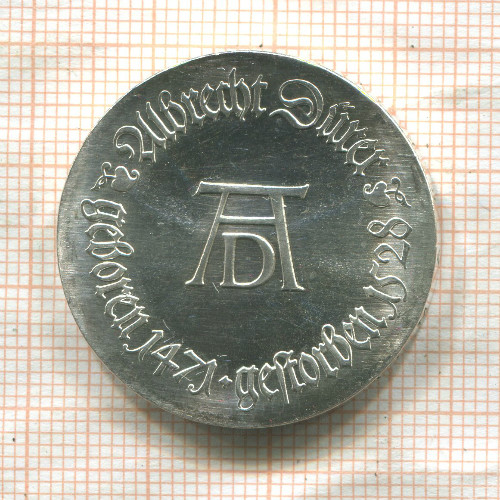 Albrecht Dürer
geboren 1471 - gestorben 1528
AD